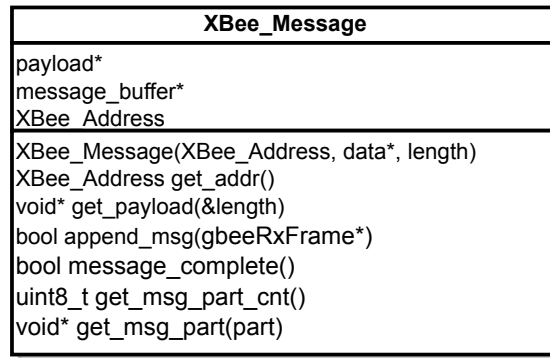 XBee_Message
payload*
message_buffer*
XBee_Address
XBee_Message(XBee_Address, data*, length)
XBee_Address get_addr()
void* get_payload(&length)
bool append_msg(gbeeRxFrame*)
bool message_complete()
uint8_t get_msg_part_cnt()
void* get_msg_part(part)